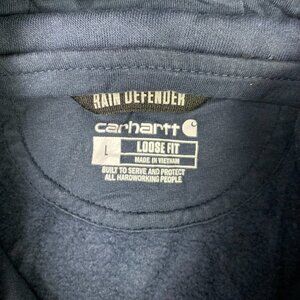 RAIN DEFENDER
carhartt
L LOOSE FIT
MADE IN VIETNAM
BUILT TO SERVE AND PROTECT
ALL HARDWORKING PEOPLE